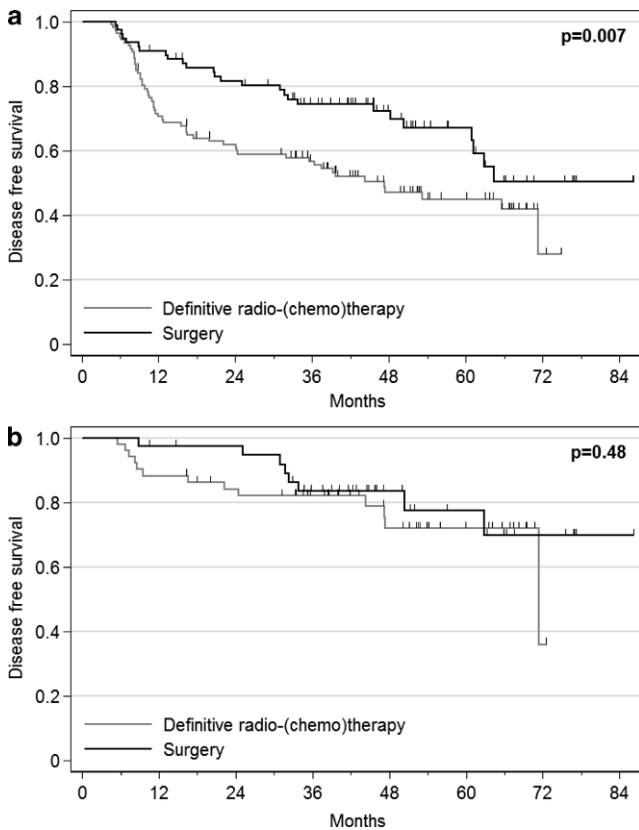 a
p=0.007
1.0
0.8
0.6
0.4
0.2
0
Disease free survival
Definitive radio-(chemo)therapy
Surgery
0 12 24 36 48 60 72 84
Months
b
p=0.48
1.0
0.8
0.6
0.4
0.2
0
Disease free survival
Definitive radio-(chemo)therapy
Surgery
0 12 24 36 48 60 72 84
Months